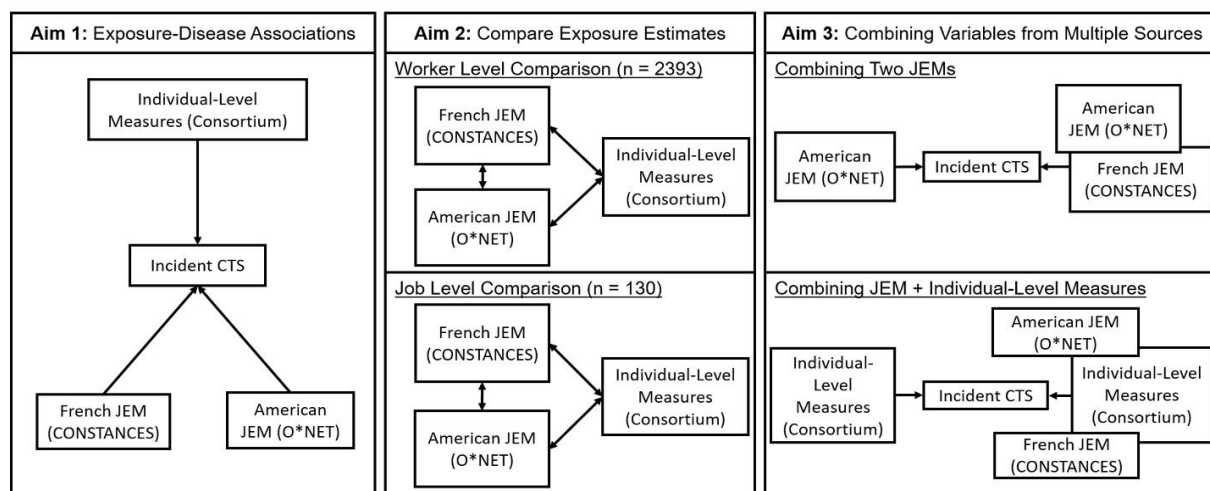 Aim 1: Exposure-Disease Associations
Individual-Level
Measures (Consortium)
Incident CTS
French JEM
(CONSTANCES)
American
JEM (O*NET)
Aim 2: Compare Exposure Estimates
Worker Level Comparison (n = 2393)
French JEM
(CONSTANCES)
Individual-Level
Measures
(Consortium)
American JEM
(O*NET)
Job Level Comparison (n = 130)
French JEM
(CONSTANCES)
Individual-Level
Measures
(Consortium)
American JEM
(O*NET)
Aim 3: Combining Variables from Multiple Sources
Combining Two JEMs
American
JEM (O*NET)
Incident CTS
American
JEM (O*NET)
French JEM
(CONSTANCES)
Combining JEM + Individual-Level Measures
Individual-
Level
Measures
(Consortium)
Incident CTS
American JEM
(O*NET)
Individual-Level
Measures
(Consortium)
French JEM
(CONSTANCES)